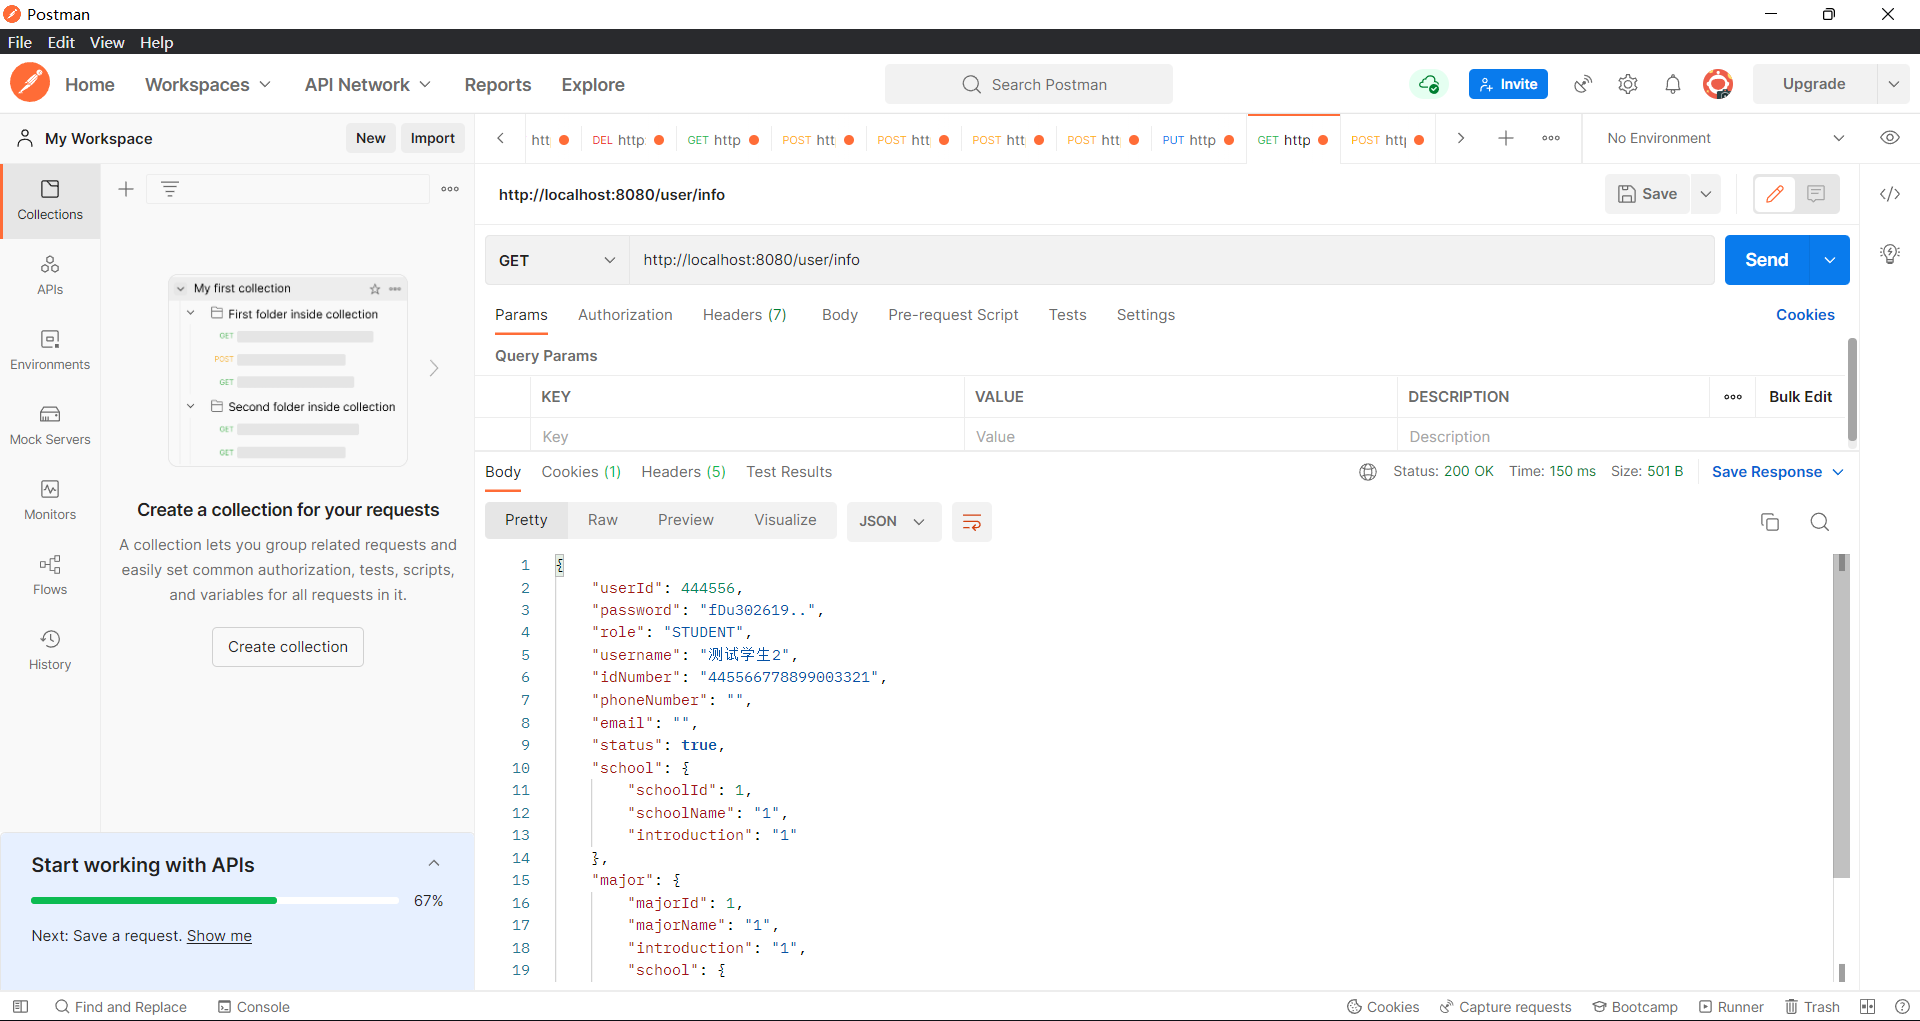 Postman
File Edit View Help
Home Workspaces API Network Reports Explore Search Postman Invite Upgrade
My Workspace New Import
htt DEL http GET http POST htt POST htt POST htt POST htt PUT http GET http POST htt No Environment
http://localhost:8080/user/info Save
GET http://localhost:8080/user/info Send
Params Authorization Headers (7) Body Pre-request Script Tests Settings Cookies
Query Params
KEY VALUE DESCRIPTION Bulk Edit
Key Value Description
Body Cookies (1) Headers (5) Test Results Status: 200 OK Time: 150 ms Size: 501 B Save Response
Pretty Raw Preview Visualize JSON
1 {
2 "userId": 444556,
3 "password": "fDu302619..",
4 "role": "STUDENT",
5 "username": "测试学生2",
6 "idNumber": "445566778899003321",
7 "phoneNumber": "",
8 "email": "",
9 "status": true,
10 "school": {
11 "schoolId": 1,
12 "schoolName": "1",
13 "introduction": "1"
14 },
15 "major": {
16 "majorId": 1,
17 "majorName": "1",
18 "introduction": "1",
19 "school": {
Collections
APIs
Environments
Mock Servers
Monitors
Flows
History
My first collection
First folder inside collection
GET
POST
GET
Second folder inside collection
GET
GET
Create a collection for your requests
A collection lets you group related requests and
easily set common authorization, tests, scripts,
and variables for all requests in it.
Create collection
Start working with APIs
67%
Next: Save a request. Show me
Find and Replace Console Cookies Capture requests Bootcamp Runner Trash